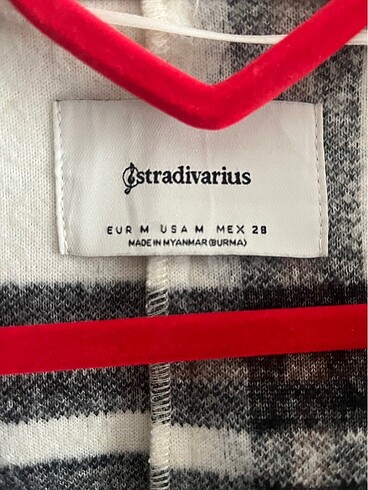 stradivarius
EUR M USA M MEX 28
MADE IN MYANMAR (BURMA)